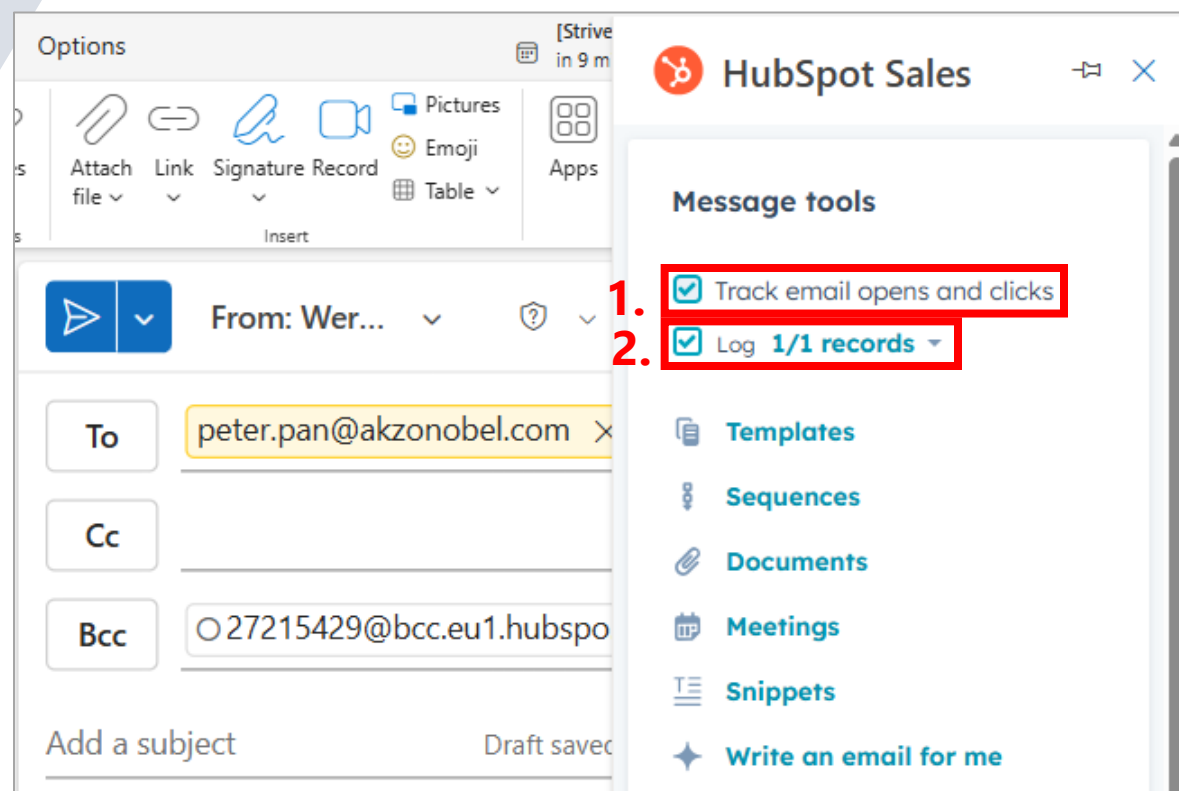 Options
[Strive
in 9 m
Pictures
Emoji
Table
Attach
file
Link
Signature
Record
Apps
s
s
Insert
From: Wer...
To
peter.pan@akzonobel.com
Cc
Bcc
27215429@bcc.eu1.hubspo
Add a subject
Draft saved
HubSpot Sales
Message tools
1.
Track email opens and clicks
2.
Log 1/1 records
Templates
Sequences
Documents
Meetings
Snippets
Write an email for me